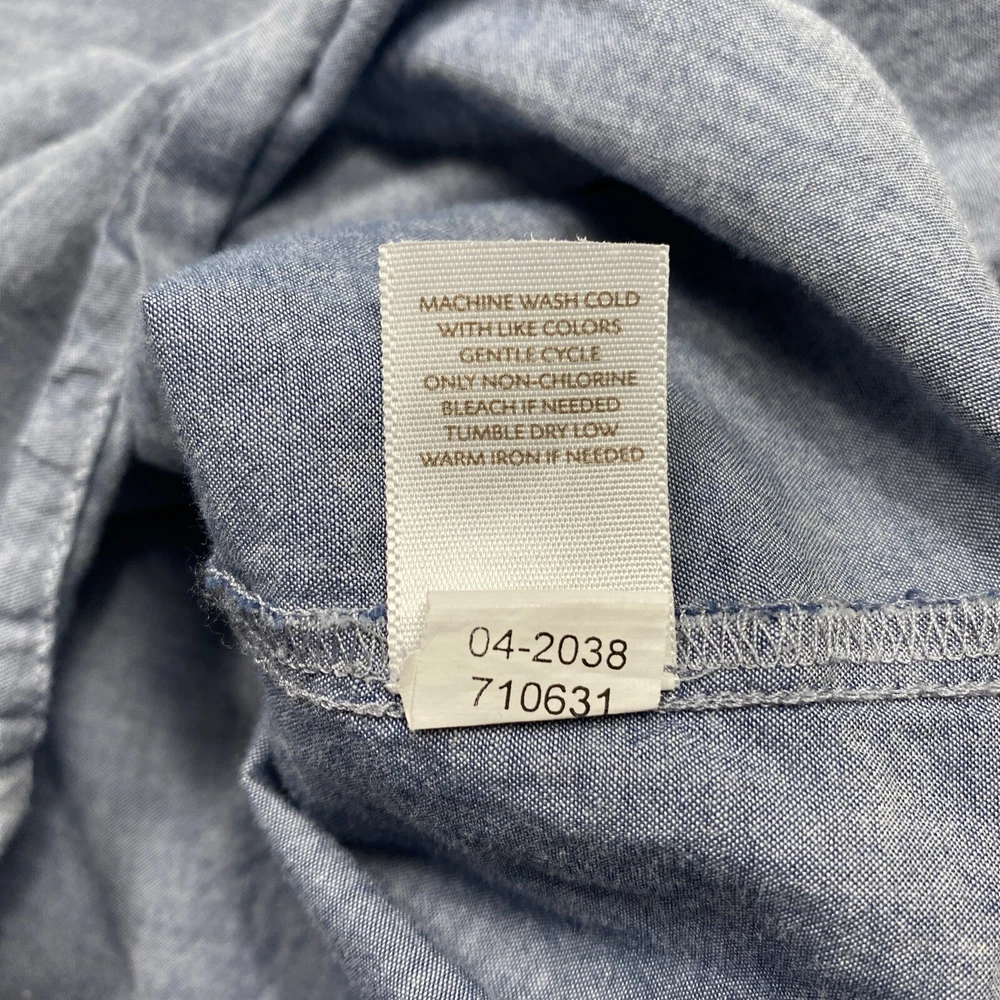 MACHINE WASH COLD
WITH LIKE COLORS
GENTLE CYCLE
ONLY NON-CHLORINE
BLEACH IF NEEDED
TUMBLE DRY LOW
WARM IRON IF NEEDED
04-2038
710631